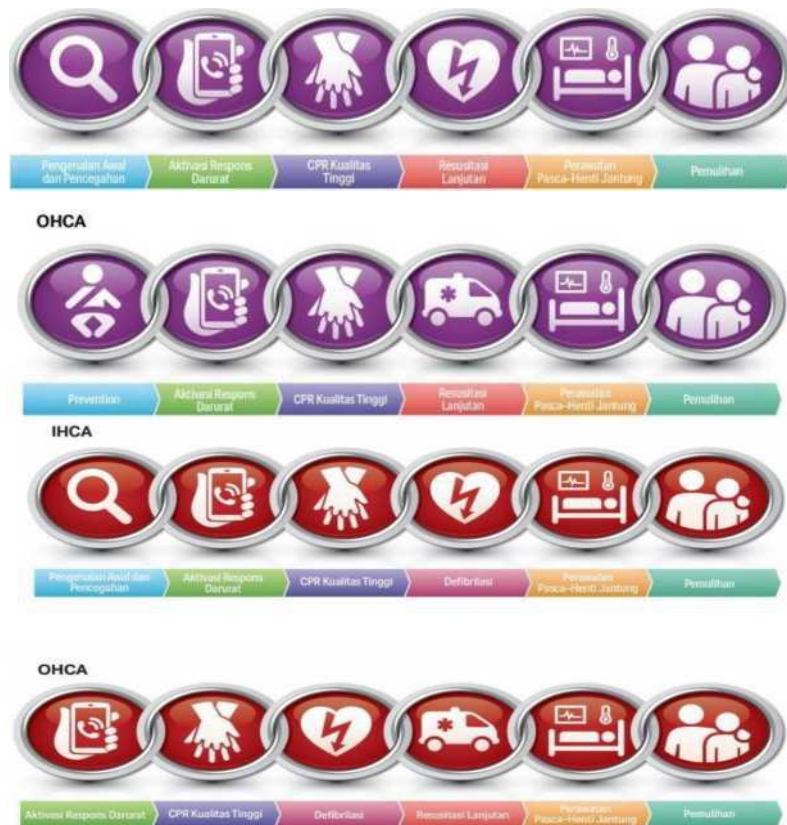 Pengenalan Awal
dan Pencegahan
Aktivasi Respons
Darurat
CPR Kualitas
Tinggi
Resusitasi
Lanjutan
Perawatan
Pasca-Henti Jantung
Pemulihan
OHCA
Prevention
Aktivasi Respons
Darurat
CPR Kualitas Tinggi
Resusitasi
Lanjutan
Perawatan
Pasca-Henti Jantung
Pemulihan
IHCA
Pengenalan Awal dan
Pencegahan
Aktivasi Respons
Darurat
CPR Kualitas Tinggi
Defibrilasi
Perawatan
Pasca-Henti Jantung
Pemulihan
OHCA
Aktivasi Respons Darurat
CPR Kualitas Tinggi
Defibrilasi
Resusitasi Lanjutan
Perawatan
Pasca-Henti Jantung
Pemulihan